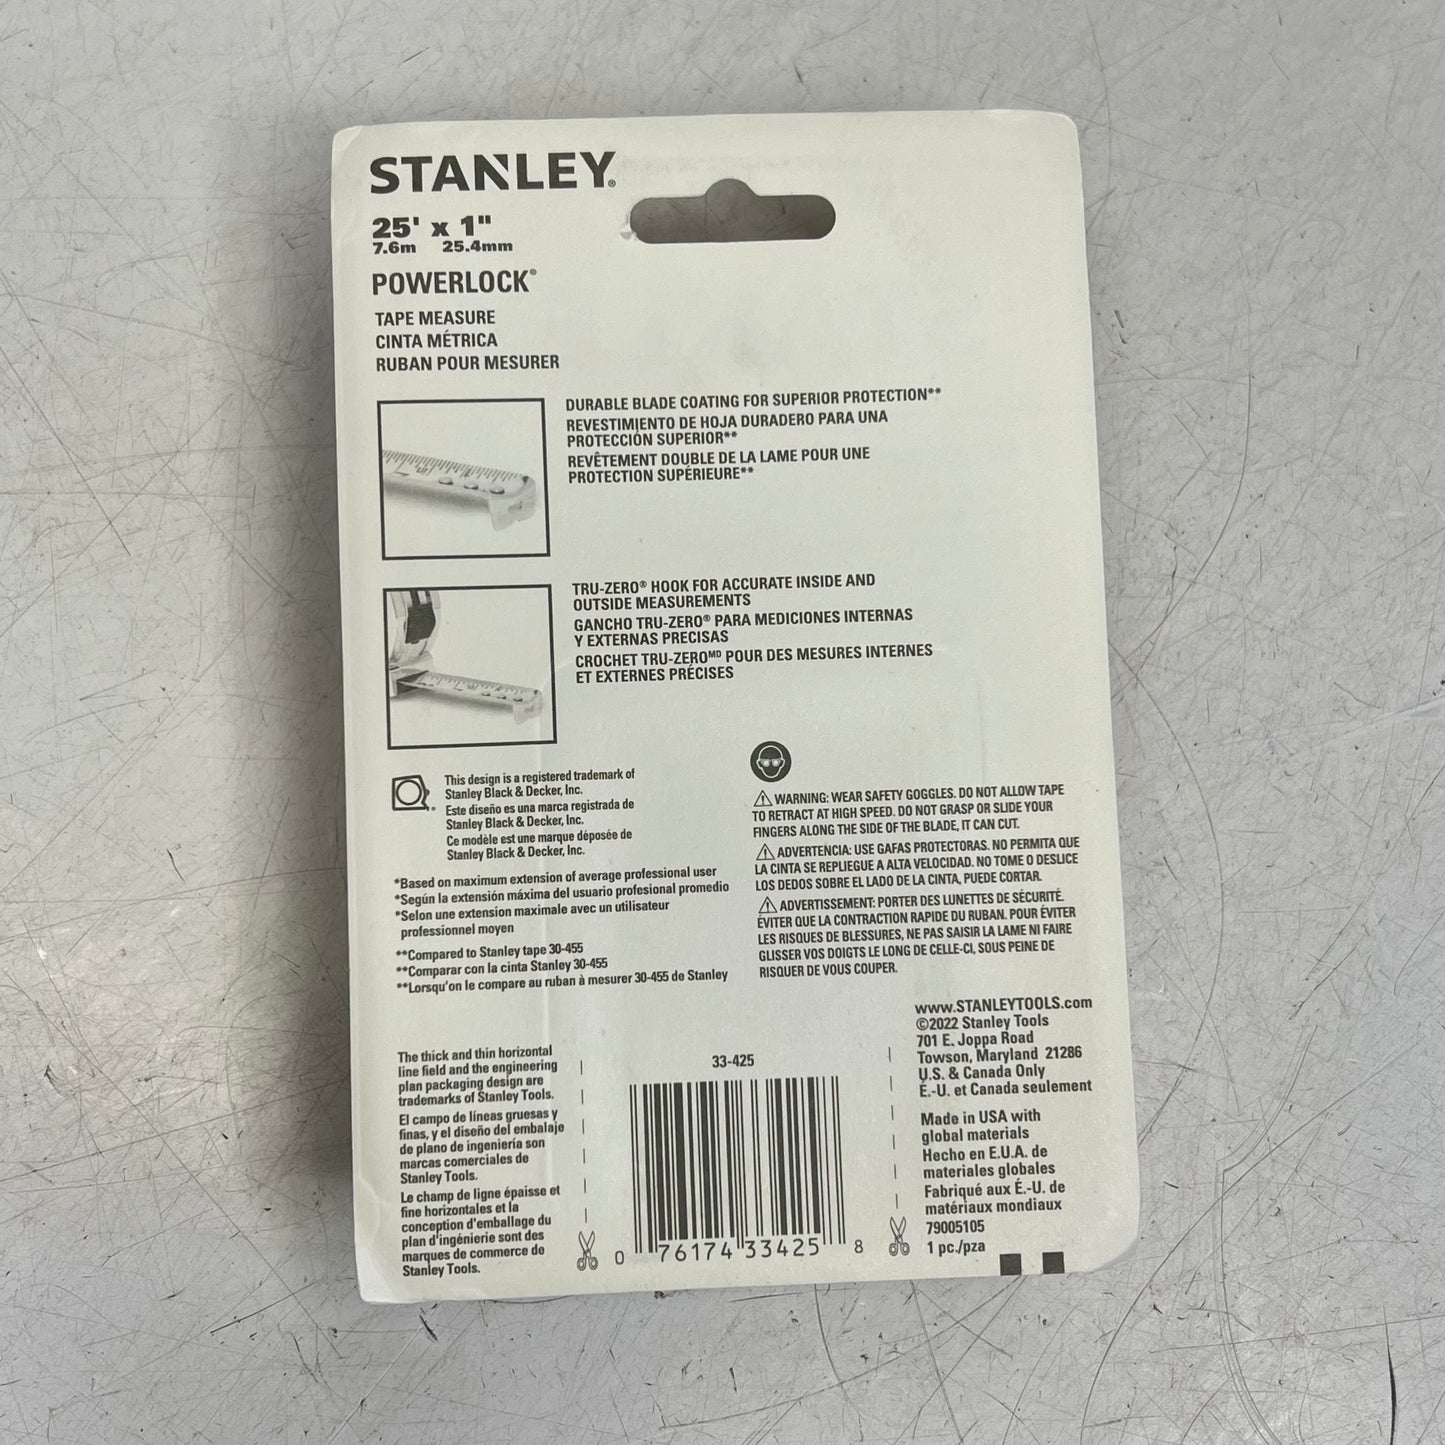 STANLEY®
25' x 1"
7.6m 25.4mm
POWERLOCK®
TAPE MEASURE
CINTA MÉTRICA
RUBAN POUR MESURER
DURABLE BLADE COATING FOR SUPERIOR PROTECTION**
REVESTIMIENTO DE HOJA DURADERO PARA UNA
PROTECCIÓN SUPERIOR**
REVÊTEMENT DOUBLE DE LA LAME POUR UNE
PROTECTION SUPÉRIEURE**
TRU-ZERO® HOOK FOR ACCURATE INSIDE AND
OUTSIDE MEASUREMENTS
GANCHO TRU-ZERO® PARA MEDICIONES INTERNAS
Y EXTERNAS PRECISAS
CROCHET TRU-ZEROMD POUR DES MESURES INTERNES
ET EXTERNES PRÉCISES
This design is a registered trademark of
Stanley Black & Decker, Inc.
Este diseño es una marca registrada de
Stanley Black & Decker, Inc.
Ce modèle est une marque déposée de
Stanley Black & Decker, Inc.
*Based on maximum extension of average professional user
*Según la extensión máxima del usuario profesional promedio
*Selon une extension maximale avec un utilisateur
professionnel moyen
**Compared to Stanley tape 30-455
**Comparar con la cinta Stanley 30-455
**Lorsqu'on le compare au ruban à mesurer 30-455 de Stanley
⚠ WARNING: WEAR SAFETY GOGGLES. DO NOT ALLOW TAPE
TO RETRACT AT HIGH SPEED. DO NOT GRASP OR SLIDE YOUR
FINGERS ALONG THE SIDE OF THE BLADE, IT CAN CUT.
⚠ ADVERTENCIA: USE GAFAS PROTECTORAS. NO PERMITA QUE
LA CINTA SE REPLIEGUE A ALTA VELOCIDAD. NO TOME O DESLICE
LOS DEDOS SOBRE EL LADO DE LA CINTA, PUEDE CORTAR.
⚠ ADVERTISSEMENT: PORTER DES LUNETTES DE SÉCURITÉ.
ÉVITER QUE LA CONTRACTION RAPIDE DU RUBAN. POUR ÉVITER
LES RISQUES DE BLESSURES, NE PAS SAISIR LA LAME NI FAIRE
GLISSER VOS DOIGTS LE LONG DE CELLE-CI, SOUS PEINE DE
RISQUER DE VOUS COUPER.
The thick and thin horizontal
line field and the engineering
plan packaging design are
trademarks of Stanley Tools.
El campo de líneas gruesas y
finas, y el diseño del embalaje
de plano de ingeniería son
marcas comerciales de
Stanley Tools.
Le champ de ligne épaisse et
fine horizontales et la
conception d'emballage du
plan d'ingénierie sont des
marques de commerce de
Stanley Tools.
33-425
0 76174 33425 8
www.STANLEYTOOLS.com
©2022 Stanley Tools
701 E. Joppa Road
Towson, Maryland 21286
U.S. & Canada Only
É.-U. et Canada seulement
Made in USA with
global materials
Hecho en E.U.A. de
materiales globales
Fabriqué aux É.-U. de
matériaux mondiaux
79005105
1 pc./pza